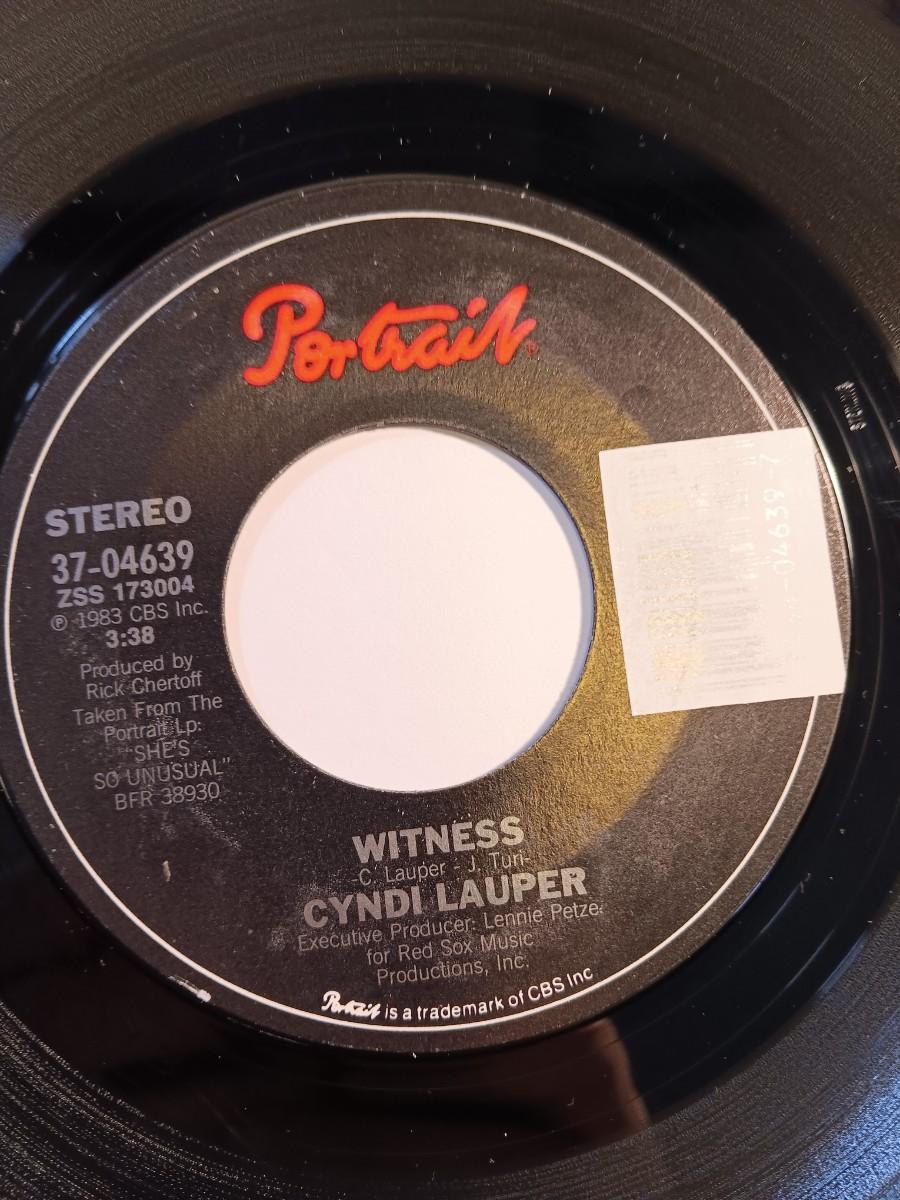 Portrait
STEREO
37-04639
ZSS 173004
℗ 1983 CBS Inc.
3:38
Produced by
Rick Chertoff
Taken From The
Portrait Lp:
"SHE'S
SO UNUSUAL"
BFR 38930
-04639-7
WITNESS
-C. Lauper - J. Turi-
CYNDI LAUPER
Executive Producer: Lennie Petze
for Red Sox Music
Productions, Inc.
Portrait is a trademark of CBS Inc